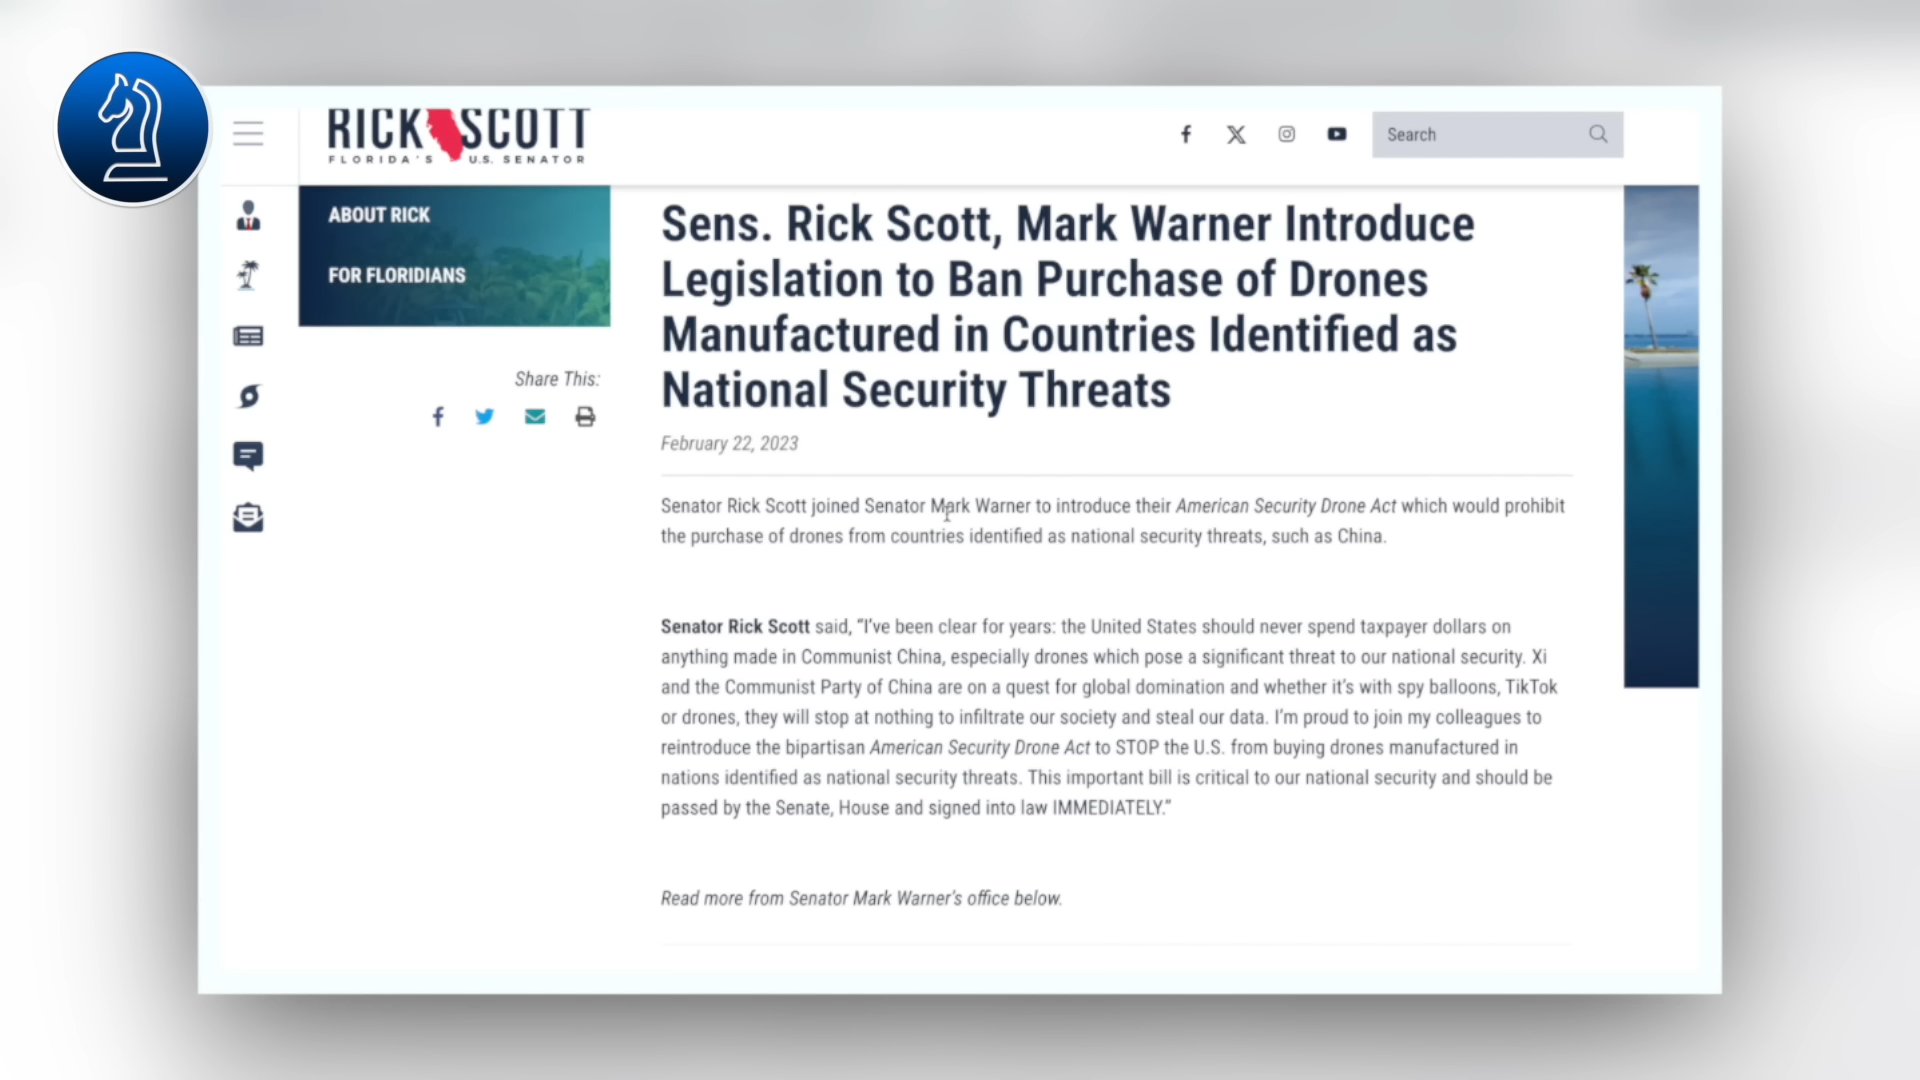 RICK SCOTT
FLORIDA'S U.S. SENATOR
Search
ABOUT RICK
FOR FLORIDIANS
Share This:
Sens. Rick Scott, Mark Warner Introduce
Legislation to Ban Purchase of Drones
Manufactured in Countries Identified as
National Security Threats
February 22, 2023
Senator Rick Scott joined Senator Mark Warner to introduce their American Security Drone Act which would prohibit
the purchase of drones from countries identified as national security threats, such as China.
Senator Rick Scott said, “I’ve been clear for years: the United States should never spend taxpayer dollars on
anything made in Communist China, especially drones which pose a significant threat to our national security. Xi
and the Communist Party of China are on a quest for global domination and whether it’s with spy balloons, TikTok
or drones, they will stop at nothing to infiltrate our society and steal our data. I’m proud to join my colleagues to
reintroduce the bipartisan American Security Drone Act to STOP the U.S. from buying drones manufactured in
nations identified as national security threats. This important bill is critical to our national security and should be
passed by the Senate, House and signed into law IMMEDIATELY.”
Read more from Senator Mark Warner’s office below.